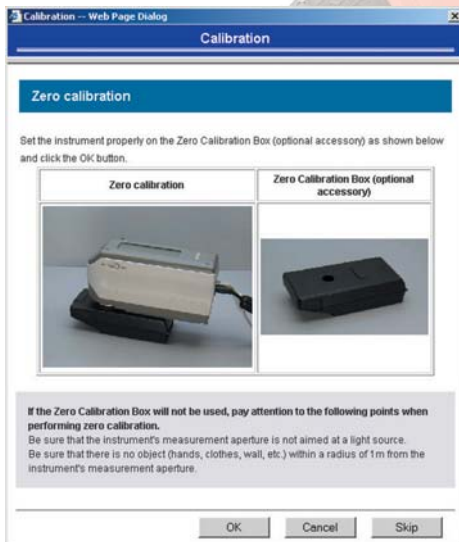 Calibration -- Web Page Dialog
Calibration
Zero calibration
Set the instrument properly on the Zero Calibration Box (optional accessory) as shown below
and click the OK button.
Zero calibration
Zero Calibration Box (optional
accessory)
If the Zero Calibration Box will not be used, pay attention to the following points when
performing zero calibration.
Be sure that the instrument's measurement aperture is not aimed at a light source.
Be sure that there is no object (hands, clothes, wall, etc.) within a radius of 1m from the
instrument's measurement aperture.
OK
Cancel
Skip